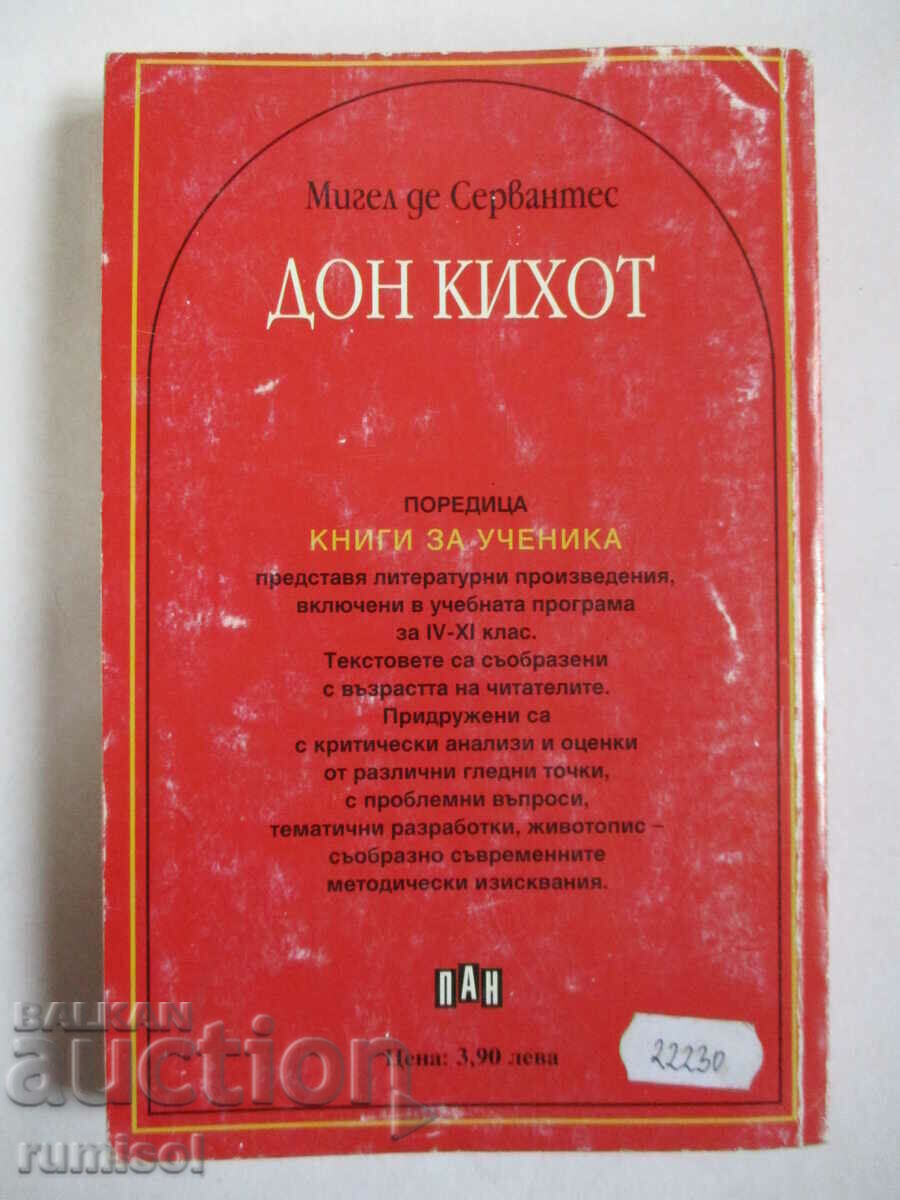 Мигел де Сервантес
ДОН КИХОТ
ПОРЕДИЦА
КНИГИ ЗА УЧЕНИКА
представя литературни произведения,
включени в учебната програма
за IV-XI клас.
Текстовете са съобразени
с възрастта на читателите.
Придружени са
с критически анализи и оценки
от различни гледни точки,
с проблемни въпроси,
тематични разработки, животопис –
съобразно съвременните
методически изисквания.
ПАН
Цена: 3,90 лева
22230
BALKAN
auction
rumisol